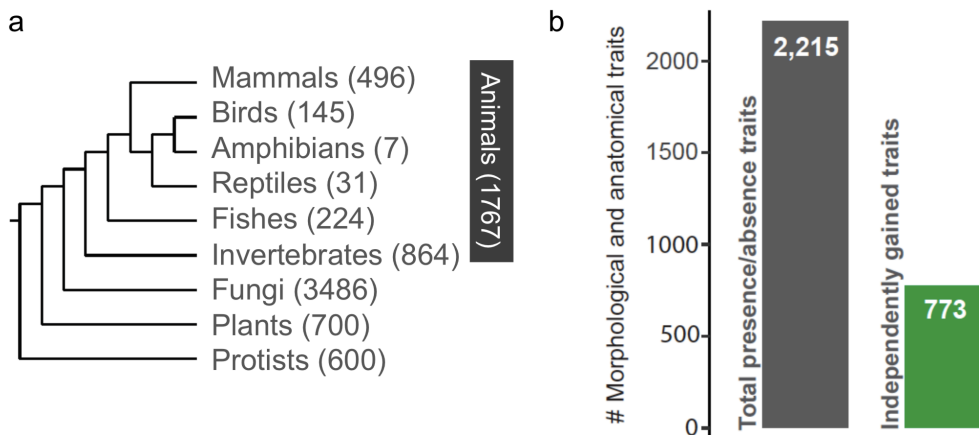 a
Mammals (496)
Birds (145)
Amphibians (7)
Reptiles (31)
Fishes (224)
Invertebrates (864)
Fungi (3486)
Plants (700)
Protists (600)
Animals (1767)
b
# Morphological and anatomical traits
2000
1500
1000
500
0
Total presence/absence traits
2,215
Independently gained traits
773